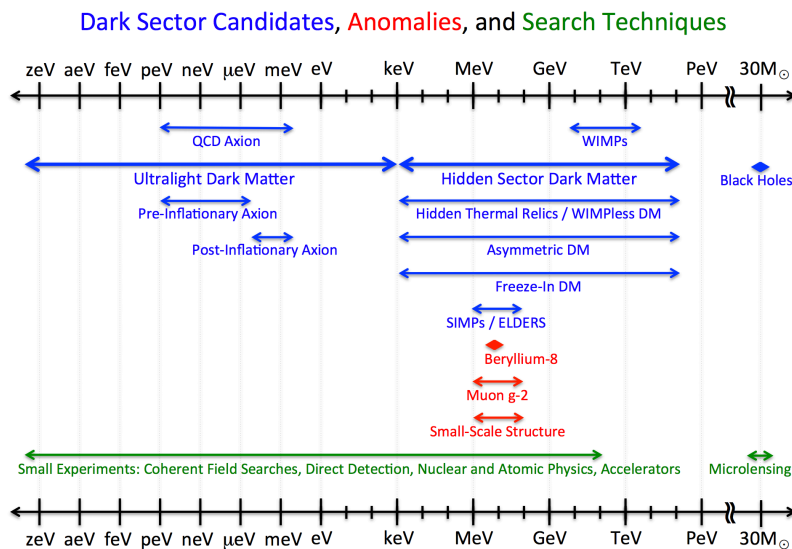 Dark Sector Candidates, Anomalies, and Search Techniques
zeV aeV feV peV neV μeV meV eV keV MeV GeV TeV PeV 30M☉
QCD Axion WIMPs
Ultralight Dark Matter Hidden Sector Dark Matter Black Holes
Pre-Inflationary Axion Hidden Thermal Relics / WIMPless DM
Post-Inflationary Axion Asymmetric DM
Freeze-In DM
SIMPs / ELDERS
Beryllium-8
Muon g-2
Small-Scale Structure
Small Experiments: Coherent Field Searches, Direct Detection, Nuclear and Atomic Physics, Accelerators Microlensing
zeV aeV feV peV neV μeV meV eV keV MeV GeV TeV PeV 30M☉